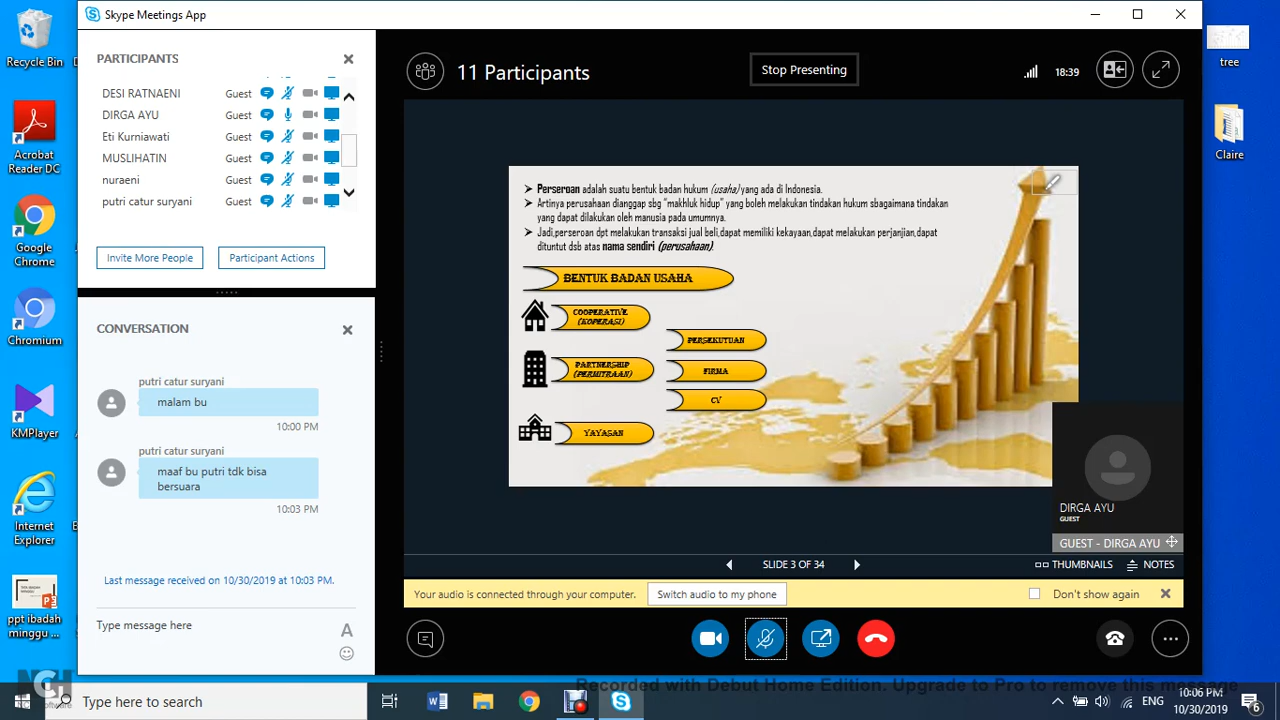 Skype Meetings App
Recycle Bin
Acrobat
Reader DC
Google
Chrome
Chromium
KMPlayer
Internet
Explorer
ppt ibadah
minggu ...
PARTICIPANTS
DESI RATNAENI Guest
DIRGA AYU Guest
Eti Kurniawati Guest
MUSLIHATIN Guest
nuraeni Guest
putri catur suryani Guest
Invite More People
Participant Actions
CONVERSATION
putri catur suryani
malam bu
10:00 PM
putri catur suryani
maaf bu putri tdk bisa
bersuara
10:03 PM
Last message received on 10/30/2019 at 10:03 PM.
Type message here
A
11 Participants
Stop Presenting
18:39
Perseroan adalah suatu bentuk badan hukum (usaha) yang ada di Indonesia.
Artinya perusahaan dianggap sbg "makhluk hidup" yang boleh melakukan tindakan hukum sbagaimana tindakan
yang dapat dilakukan oleh manusia pada umumnya.
Jadi,perseroan dpt melakukan transaksi jual beli,dapat memiliki kekayaan,dapat melakukan perjanjian,dapat
dituntut dsb atas nama sendiri (perusahaan).
BENTUK BADAN USAHA
COOPERATIVE
(KOPERASI)
PERSEKUTUAN
PARTNERSHIP
(PERMITRAAN)
FIRMA
CV
YAYASAN
DIRGA AYU
GUEST
GUEST - DIRGA AYU
SLIDE 3 OF 34
THUMBNAILS
NOTES
Your audio is connected through your computer.
Switch audio to my phone
Don't show again
tree
Claire
NCH
Software
Recorded with Debut Home Edition. Upgrade to Pro to remove this message
Type here to search
ENG
10:06 PM
10/30/2019
6